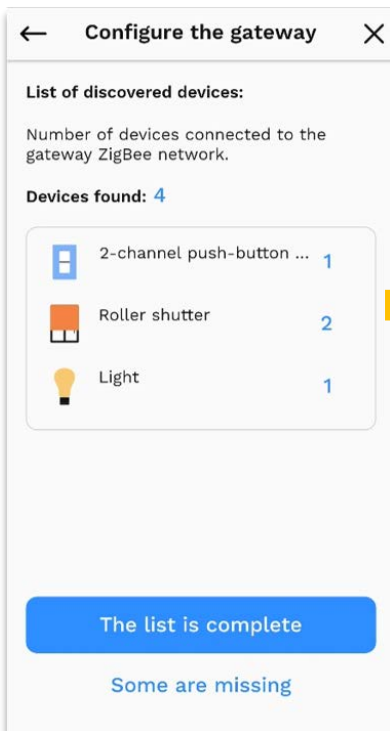 Configure the gateway
List of discovered devices:
Number of devices connected to the
gateway ZigBee network.
Devices found: 4
2-channel push-button ... 1
Roller shutter 2
Light 1
The list is complete
Some are missing